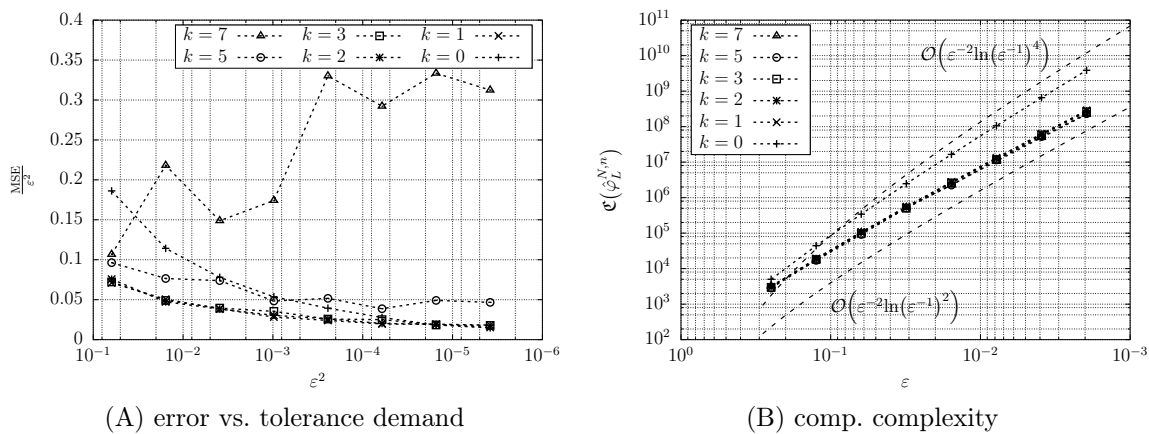 0.4
0.35
0.3
0.25
0.2
0.15
0.1
0.05
0
MSE
ε²
k = 7 k = 3 k = 1
k = 5 k = 2 k = 0
10⁻¹ 10⁻² 10⁻³ 10⁻⁴ 10⁻⁵ 10⁻⁶
ε²
(A) error vs. tolerance demand
10¹¹
10¹⁰
10⁹
10⁸
10⁷
10⁶
10⁵
10⁴
10³
10²
ℭ(φ̂_L^{N,n})
k = 7
k = 5
k = 3
k = 2
k = 1
k = 0
𝒪(ε⁻²ln(ε⁻¹)⁴)
𝒪(ε⁻²ln(ε⁻¹)²)
10⁰ 10⁻¹ 10⁻² 10⁻³
ε
(B) comp. complexity